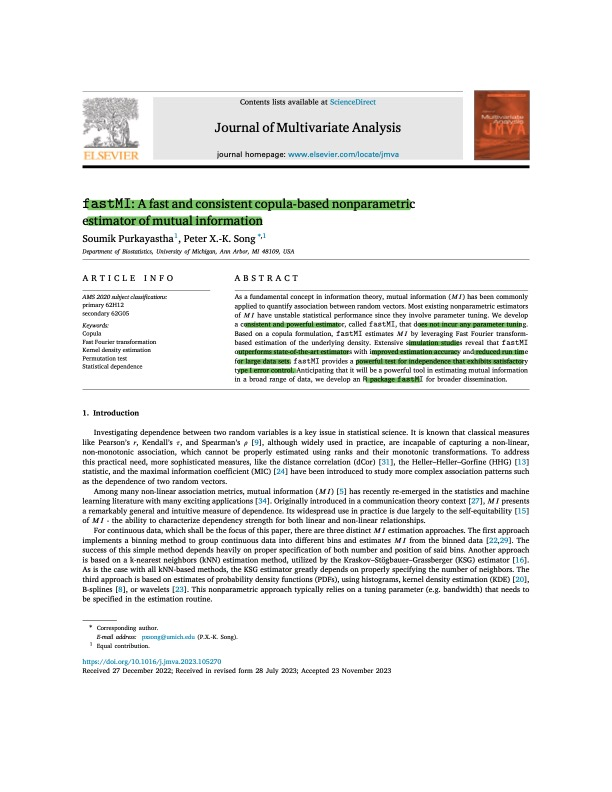 Contents lists available at ScienceDirect
Journal of Multivariate Analysis
journal homepage: www.elsevier.com/locate/jmva
ELSEVIER
Multivariate
Analysis
JMVA
fastMI: A fast and consistent copula-based nonparametric
estimator of mutual information
Soumik Purkayastha¹, Peter X.-K. Song *,¹
Department of Biostatistics, University of Michigan, Ann Arbor, MI 48109, USA
ARTICLE INFO
AMS 2020 subject classifications:
primary 62H12
secondary 62G05
Keywords:
Copula
Fast Fourier transformation
Kernel density estimation
Permutation test
Statistical dependence
ABSTRACT
As a fundamental concept in information theory, mutual information (MI) has been commonly
applied to quantify association between random vectors. Most existing nonparametric estimators
of MI have unstable statistical performance since they involve parameter tuning. We develop
a consistent and powerful estimator, called fastMI, that does not incur any parameter tuning.
Based on a copula formulation, fastMI estimates MI by leveraging Fast Fourier transform-
based estimation of the underlying density. Extensive simulation studies reveal that fastMI
outperforms state-of-the-art estimators with improved estimation accuracy and reduced run time
for large data sets. fastMI provides a powerful test for independence that exhibits satisfactory
type I error control. Anticipating that it will be a powerful tool in estimating mutual information
in a broad range of data, we develop an R package fastMI for broader dissemination.
1. Introduction
Investigating dependence between two random variables is a key issue in statistical science. It is known that classical measures
like Pearson's r, Kendall's τ, and Spearman's ρ [9], although widely used in practice, are incapable of capturing a non-linear,
non-monotonic association, which cannot be properly estimated using ranks and their monotonic transformations. To address
this practical need, more sophisticated measures, like the distance correlation (dCor) [31], the Heller–Heller–Gorfine (HHG) [13]
statistic, and the maximal information coefficient (MIC) [24] have been introduced to study more complex association patterns such
as the dependence of two random vectors.
Among many non-linear association metrics, mutual information (MI) [5] has recently re-emerged in the statistics and machine
learning literature with many exciting applications [34]. Originally introduced in a communication theory context [27], MI presents
a remarkably general and intuitive measure of dependence. Its widespread use in practice is due largely to the self-equitability [15]
of MI - the ability to characterize dependency strength for both linear and non-linear relationships.
For continuous data, which shall be the focus of this paper, there are three distinct MI estimation approaches. The first approach
implements a binning method to group continuous data into different bins and estimates MI from the binned data [22,29]. The
success of this simple method depends heavily on proper specification of both number and position of said bins. Another approach
is based on a k-nearest neighbors (kNN) estimation method, utilized by the Kraskov–Stögbauer–Grassberger (KSG) estimator [16].
As is the case with all kNN-based methods, the KSG estimator greatly depends on properly specifying the number of neighbors. The
third approach is based on estimates of probability density functions (PDFs), using histograms, kernel density estimation (KDE) [20],
B-splines [8], or wavelets [23]. This nonparametric approach typically relies on a tuning parameter (e.g. bandwidth) that needs to
be specified in the estimation routine.
* Corresponding author.
E-mail address: pxsong@umich.edu (P.X.-K. Song).
¹ Equal contribution.
https://doi.org/10.1016/j.jmva.2023.105270
Received 27 December 2022; Received in revised form 28 July 2023; Accepted 23 November 2023